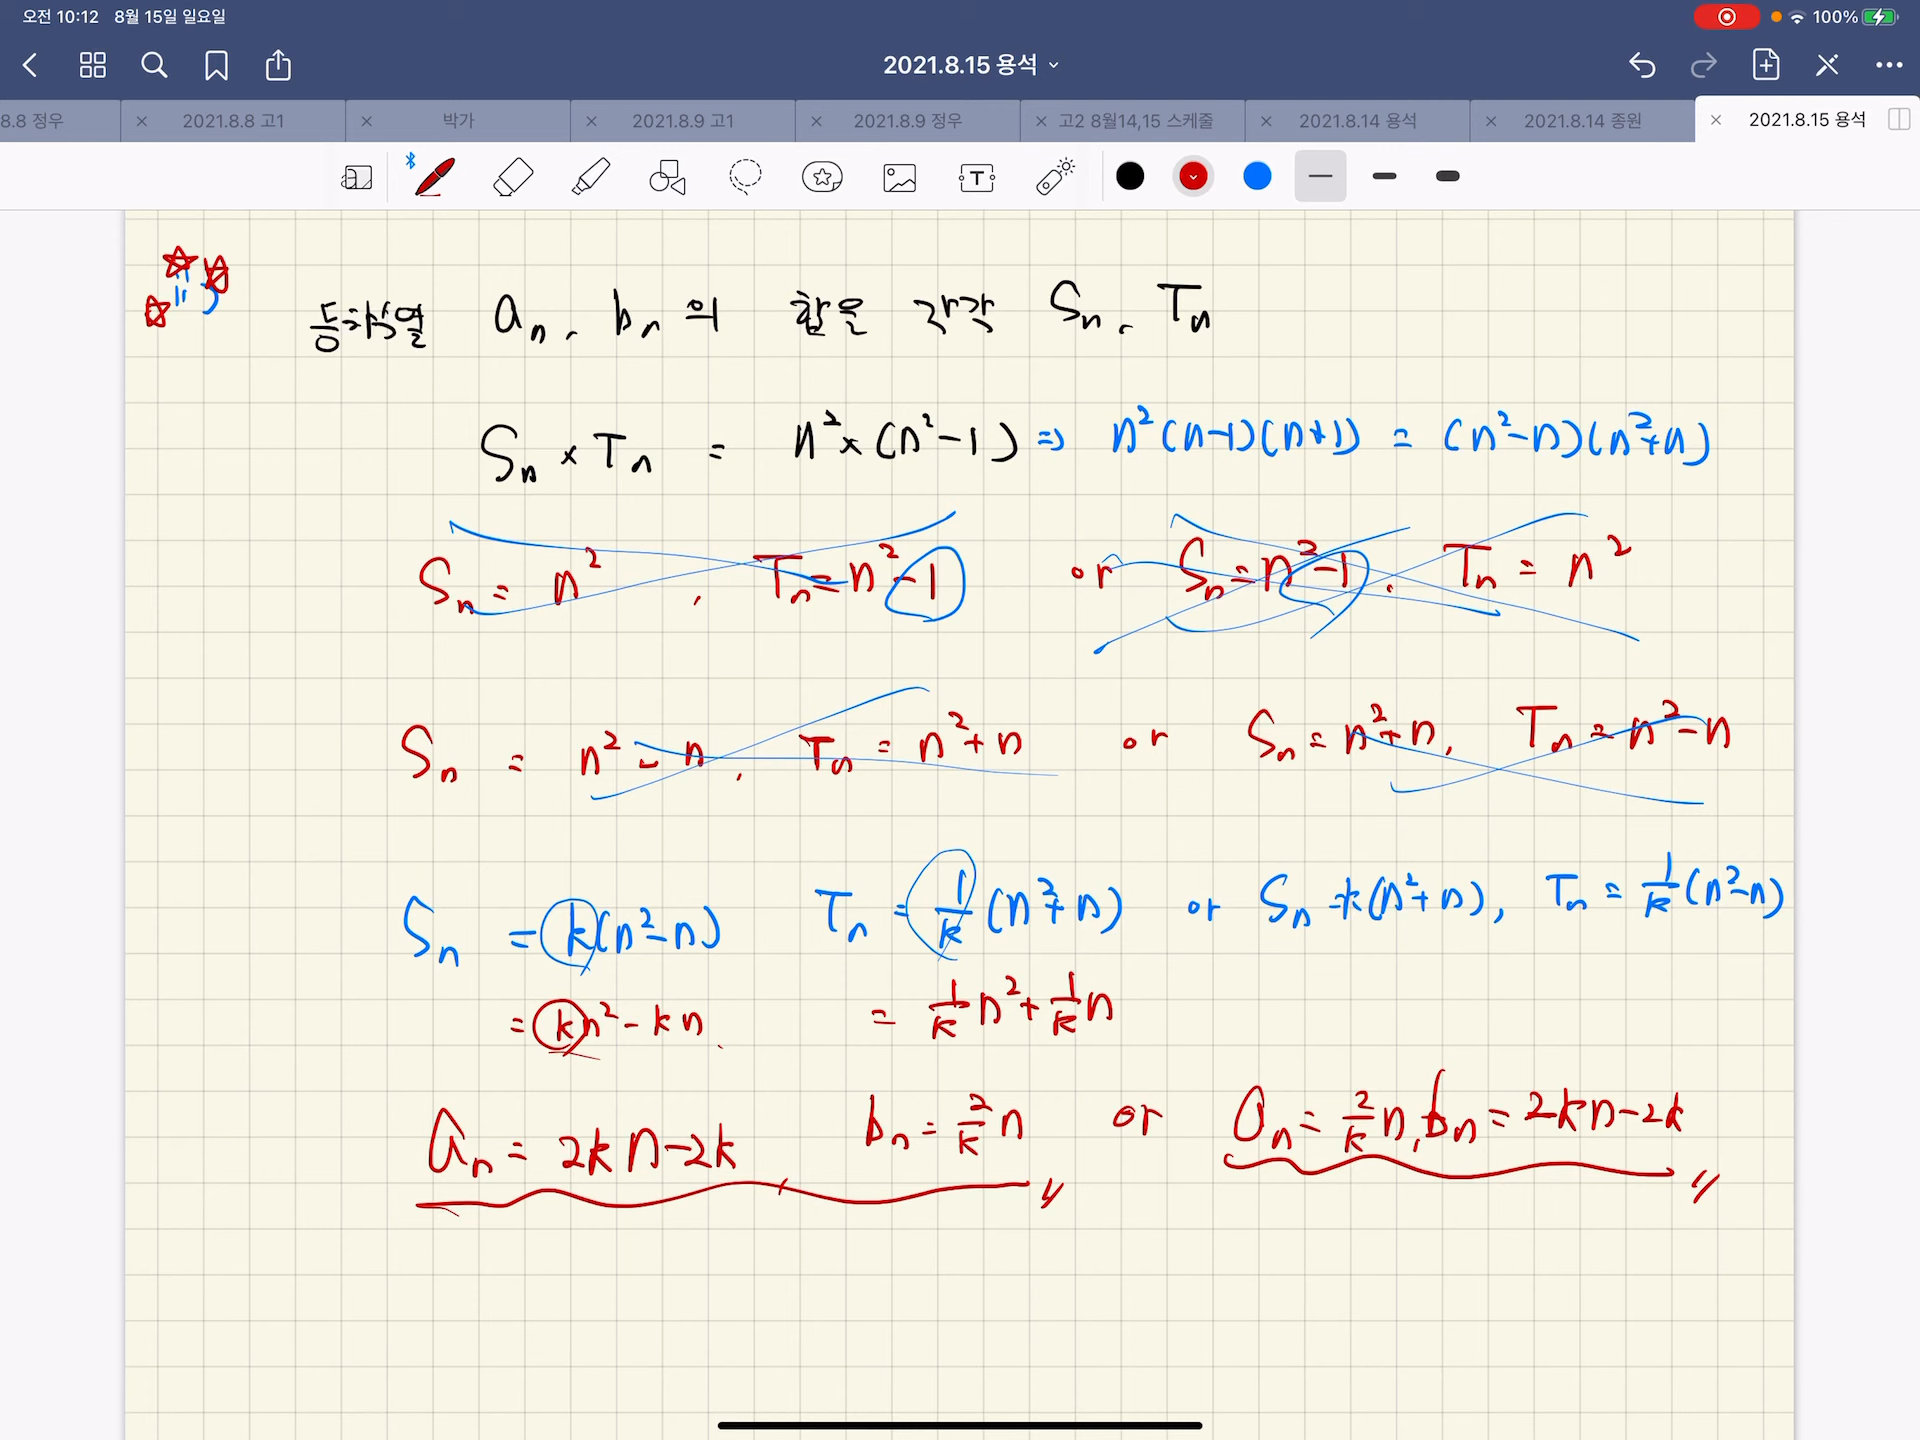 오전 10:12 8월 15일 일요일 100%
2021.8.15 용석
8.8 정우 2021.8.8 고1 박가 2021.8.9 고1 2021.8.9 정우 고2 8월14,15 스케줄 2021.8.14 용석 2021.8.14 종원 2021.8.15 용석
등차수열 aₙ, bₙ의 합을 각각 Sₙ, Tₙ
Sₙ × Tₙ = n² × (n²-1) ⇒ n²(n-1)(n+1) = (n²-n)(n²+n)
Sₙ = n², Tₙ = n²-1 or Sₙ = n²-1, Tₙ = n²
Sₙ = n²-n, Tₙ = n²+n or Sₙ = n²+n, Tₙ = n²-n
Sₙ = k(n²-n) Tₙ = 1/k(n²+n) or Sₙ = k(n²+n), Tₙ = 1/k(n²-n)
= kn² - kn = 1/k n² + 1/k n
aₙ = 2kn-2k, bₙ = 2/k n or aₙ = 2/k n, bₙ = 2kn-2k